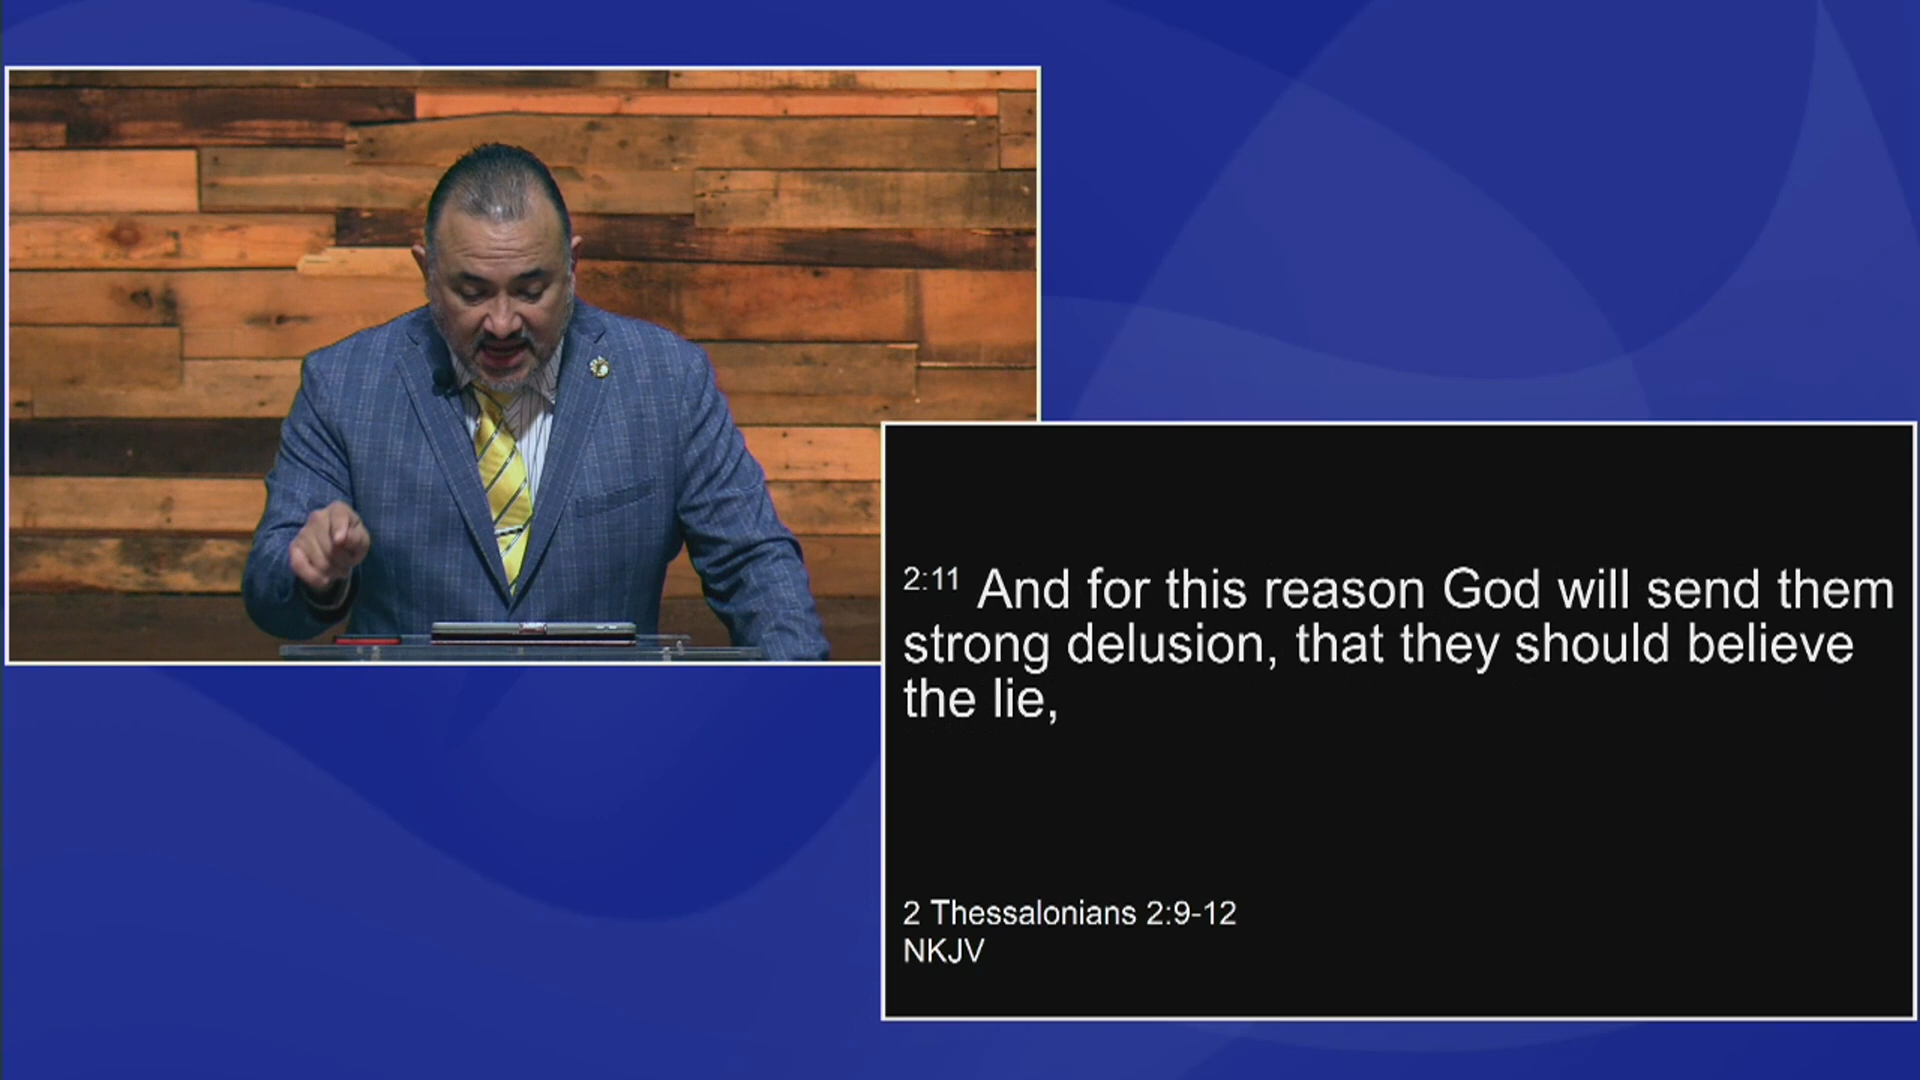 2:11 And for this reason God will send them
strong delusion, that they should believe
the lie,
2 Thessalonians 2:9-12
NKJV